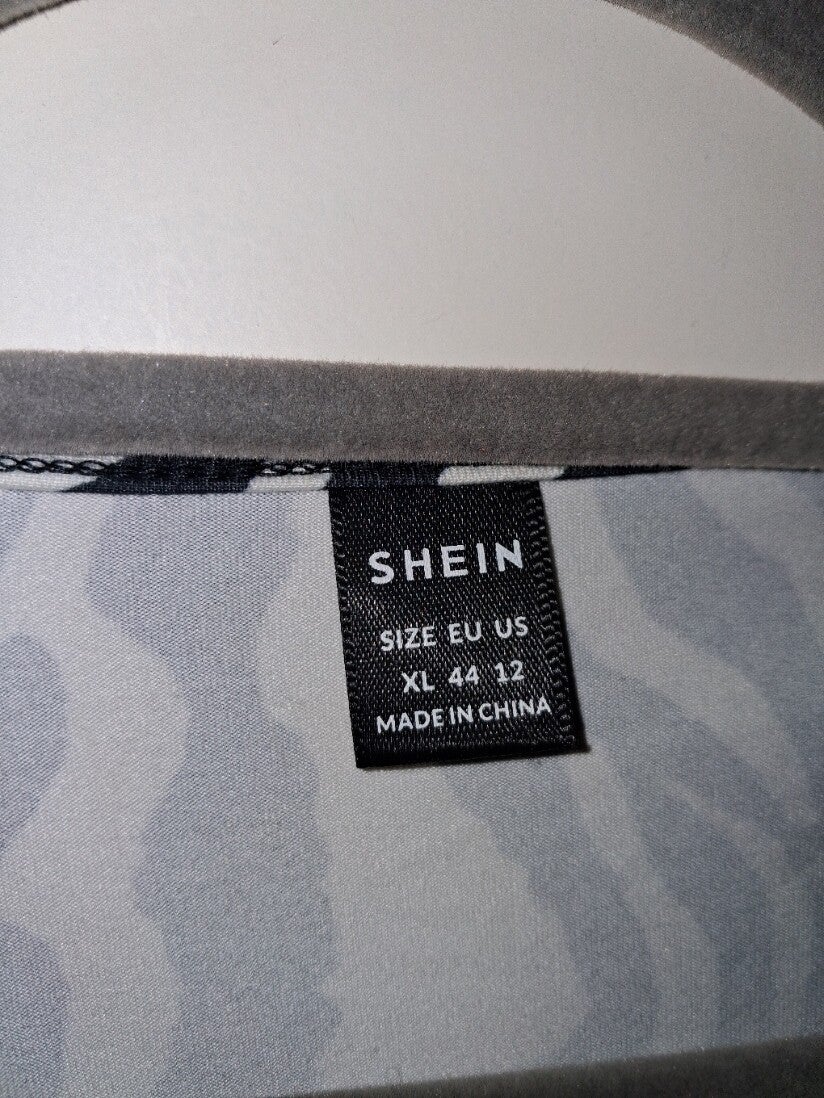 SHEIN
SIZE EU US
XL 44 12
MADE IN CHINA